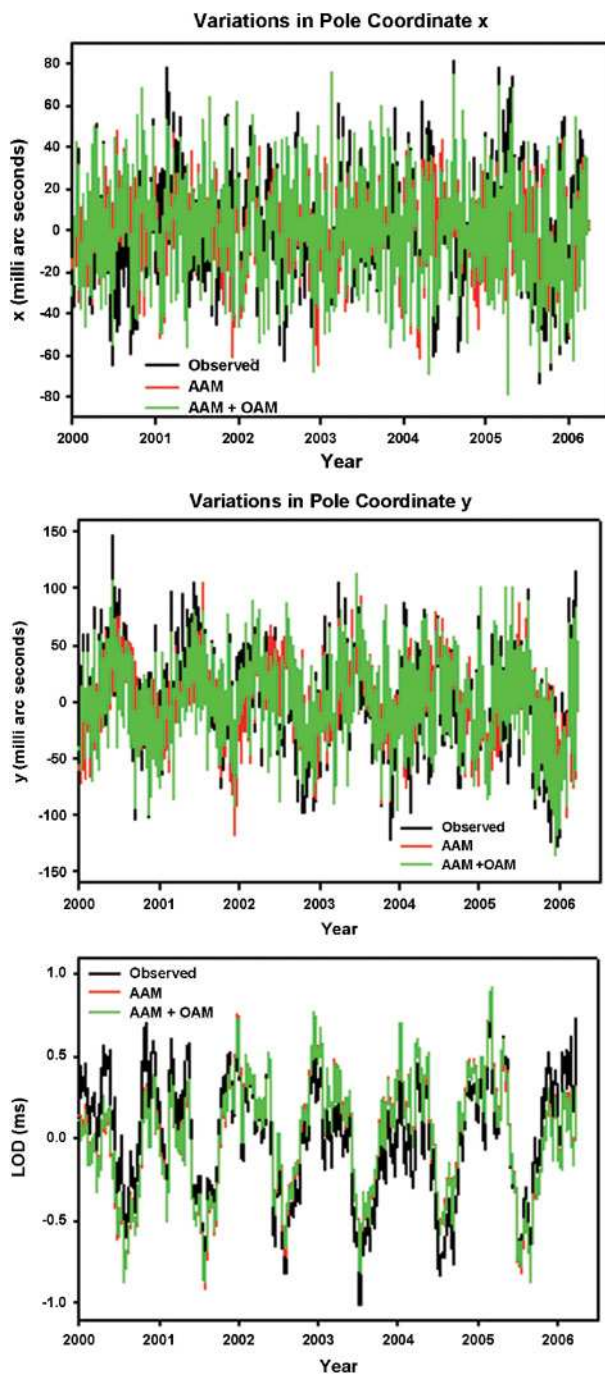 Variations in Pole Coordinate x
x (milli arc seconds)
80
60
40
20
0
-20
-40
-60
-80
Observed
AAM
AAM + OAM
2000 2001 2002 2003 2004 2005 2006
Year
Variations in Pole Coordinate y
y (milli arc seconds)
150
100
50
0
-50
-100
-150
Observed
AAM
AAM +OAM
2000 2001 2002 2003 2004 2005 2006
Year
LOD (ms)
1.0
0.5
0.0
-0.5
-1.0
Observed
AAM
AAM + OAM
2000 2001 2002 2003 2004 2005 2006
Year